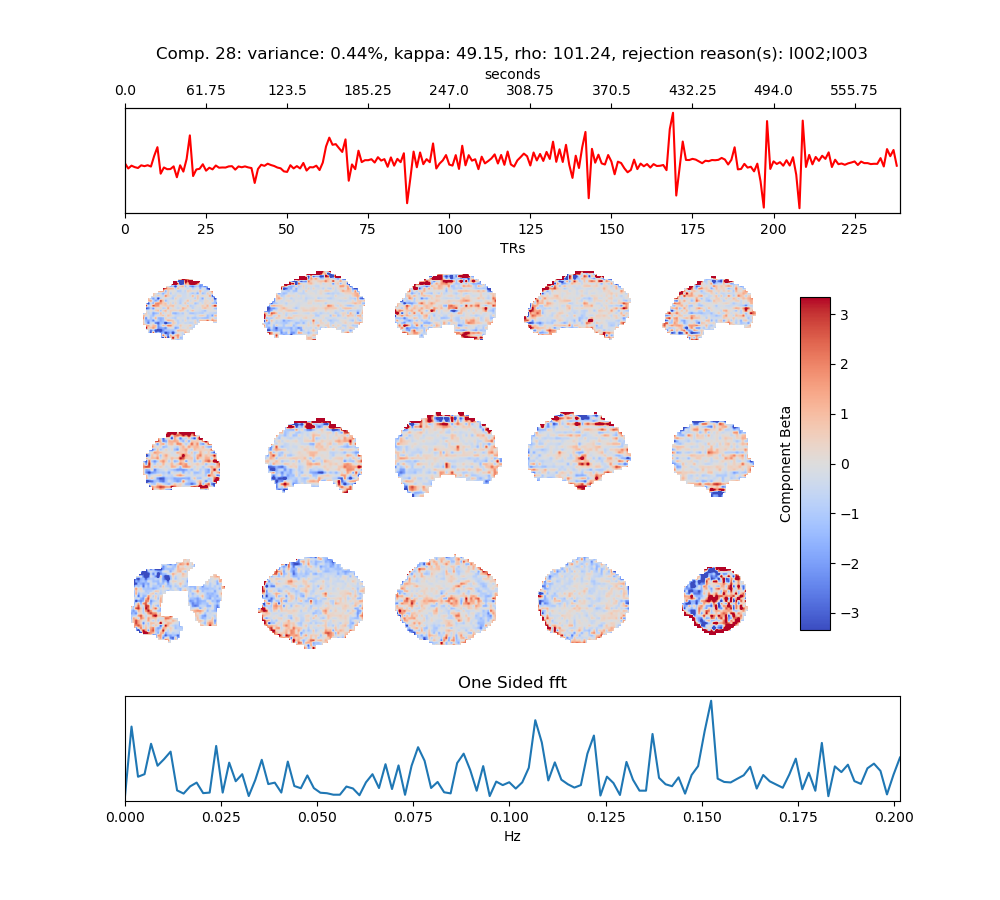 Comp. 28: variance: 0.44%, kappa: 49.15, rho: 101.24, rejection reason(s): I002;I003
seconds
0.0 61.75 123.5 185.25 247.0 308.75 370.5 432.25 494.0 555.75
0 25 50 75 100 125 150 175 200 225
TRs
3
2
1
0
−1
−2
−3
Component Beta
One Sided fft
0.000 0.025 0.050 0.075 0.100 0.125 0.150 0.175 0.200
Hz